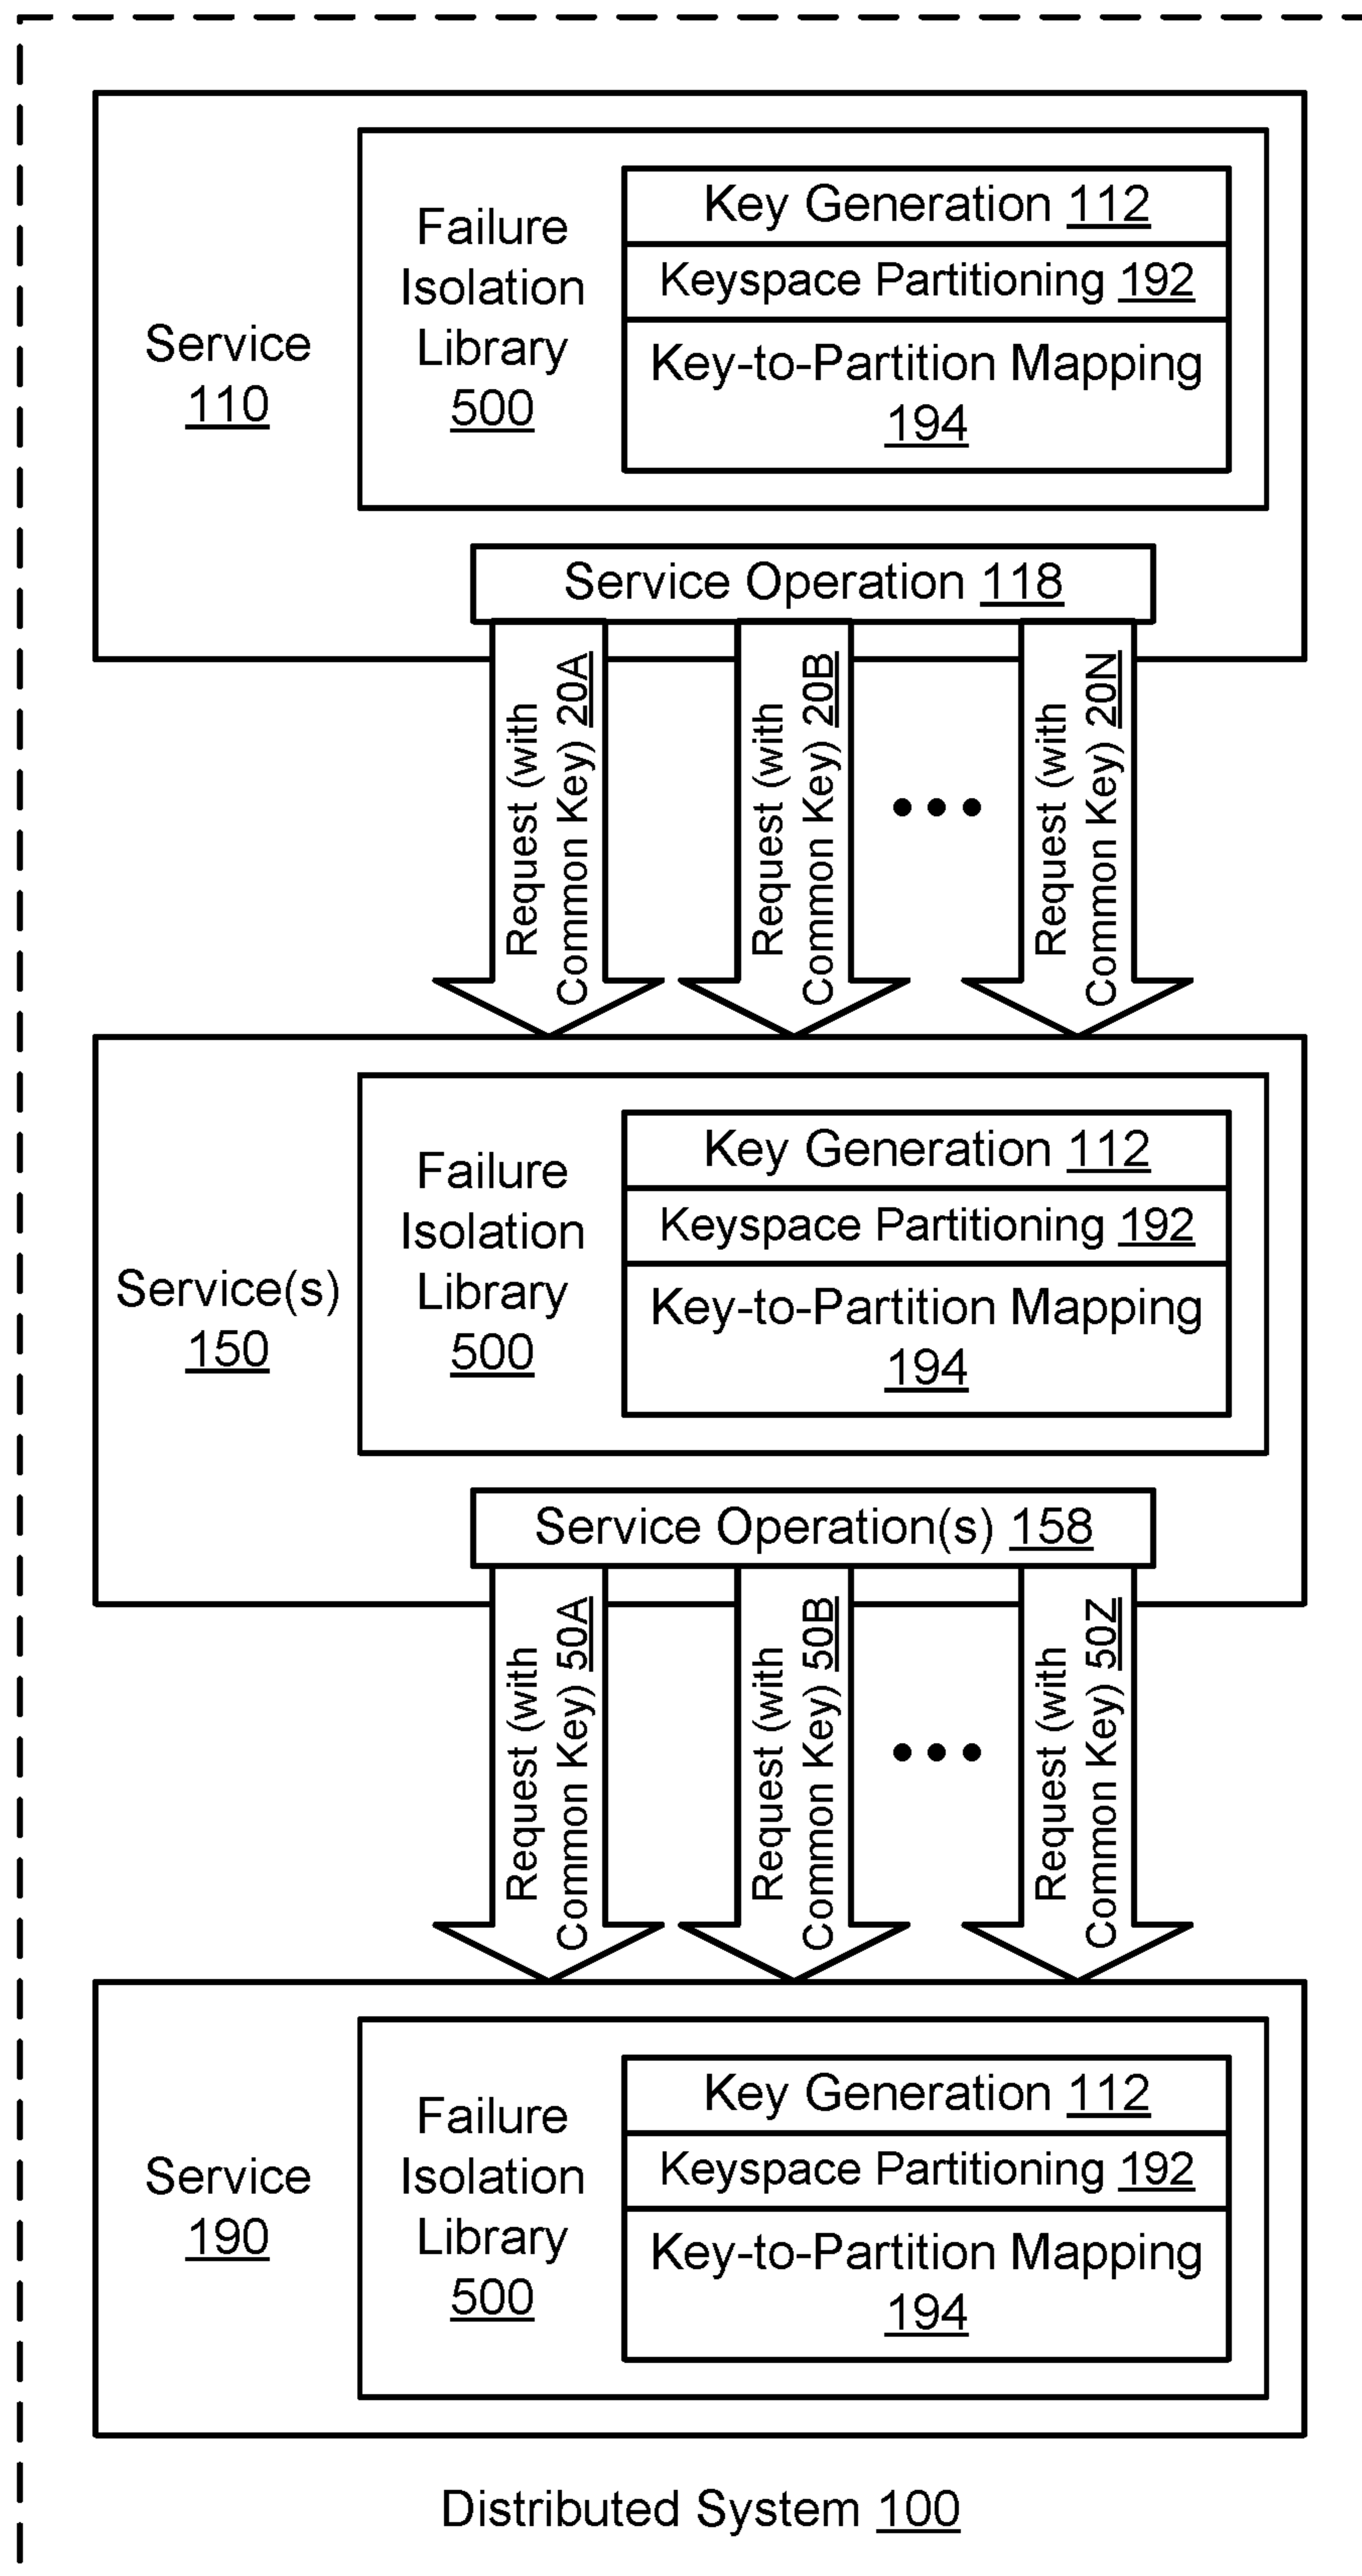 Service
110
Failure
Isolation
Library
500
Key Generation 112
Keyspace Partitioning 192
Key-to-Partition Mapping
194
Service Operation 118
Request (with
Common Key) 20A
Request (with
Common Key) 20B
Request (with
Common Key) 20N
Service(s)
150
Failure
Isolation
Library
500
Key Generation 112
Keyspace Partitioning 192
Key-to-Partition Mapping
194
Service Operation(s) 158
Request (with
Common Key) 50A
Request (with
Common Key) 50B
Request (with
Common Key) 50Z
Service
190
Failure
Isolation
Library
500
Key Generation 112
Keyspace Partitioning 192
Key-to-Partition Mapping
194
Distributed System 100